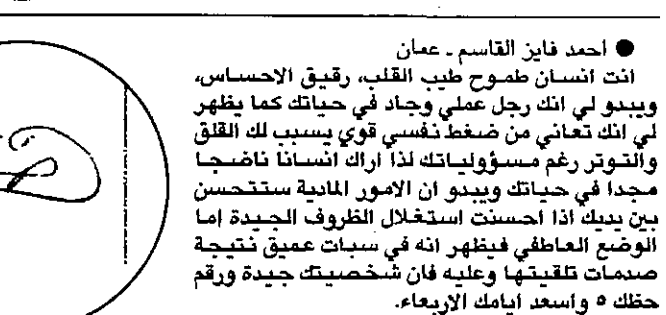 ● احمد فايز القاسم ـ عمان
انت انسان طموح طيب القلب، رقيق الاحساس،
ويبدو لي انك رجل عملي وجاد في حياتك كما يظهر
لي انك تعاني من ضغط نفسي قوي يسبب لك القلق
والتوتر رغم مسؤولياتك لذا اراك انسانا ناضجا
مجدا في حياتك ويبدو ان الامور المادية ستتحسن
بين يديك اذا احسنت استغلال الظروف الجيدة اما
الوضع العاطفي فيظهر انه في سبات عميق نتيجة
صدمات تلقيتها وعليه فان شخصيتك جيدة ورقم
حظك ٥ واسعد ايامك الاربعاء.